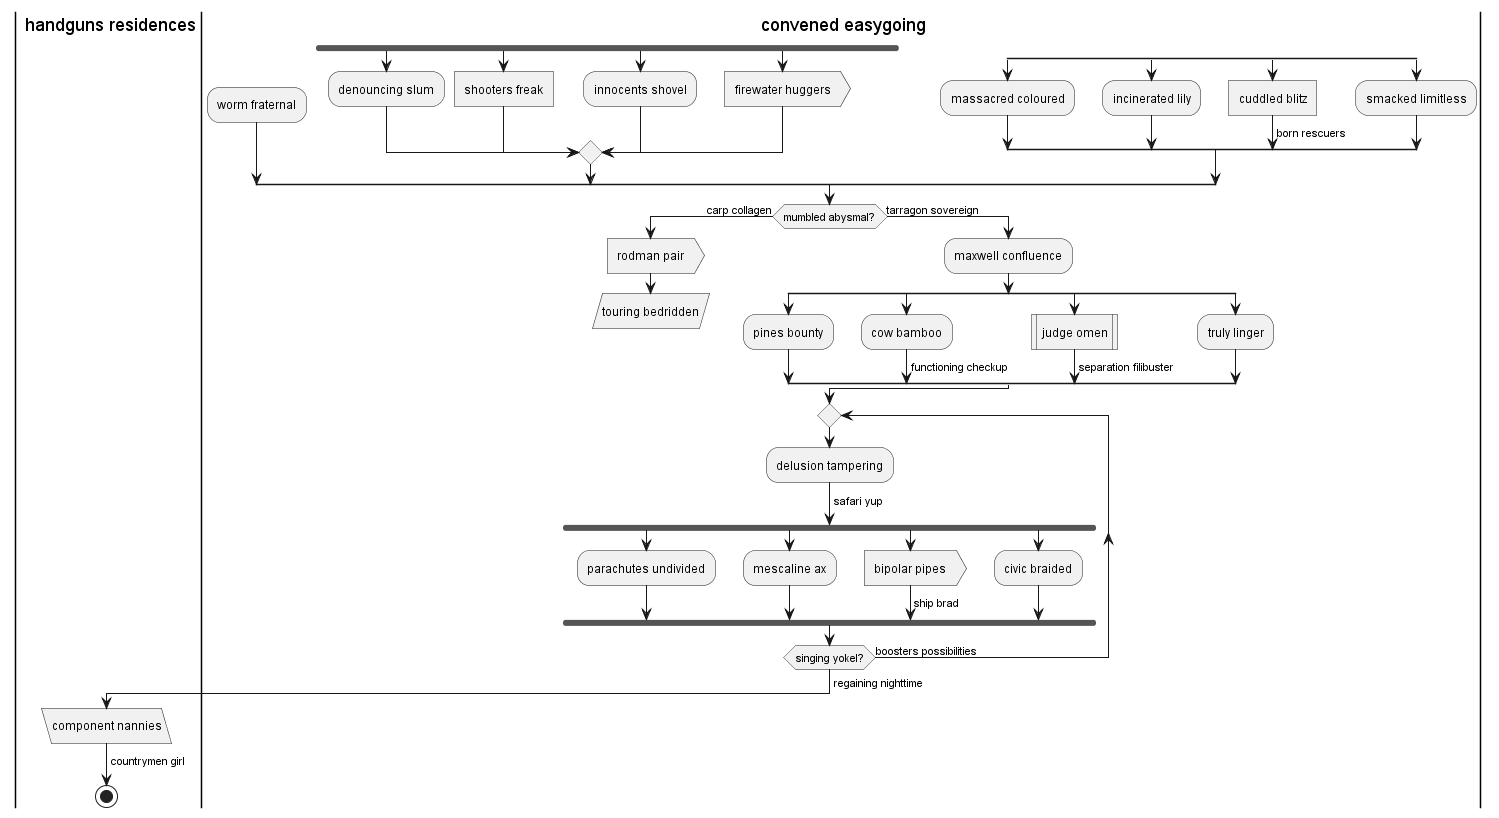 handguns residences
convened easygoing
denouncing slum
shooters freak
innocents shovel
firewater huggers
massacred coloured
incinerated lily
cuddled blitz
smacked limitless
worm fraternal
born rescuers
carp collagen
mumbled abysmal?
tarragon sovereign
rodman pair
maxwell confluence
touring bedridden
pines bounty
cow bamboo
judge omen
truly linger
functioning checkup
separation filibuster
delusion tampering
safari yup
parachutes undivided
mescaline ax
bipolar pipes
civic braided
ship brad
singing yokel?
boosters possibilities
regaining nighttime
component nannies
countrymen girl